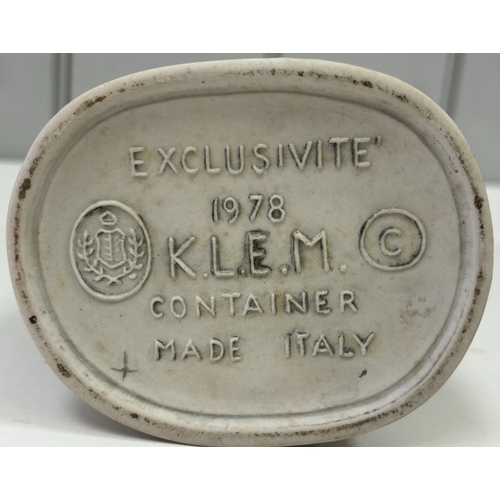 EXCLUSIVITE'
1978
K.L.E.M. ©
CONTAINER
MADE ITALY